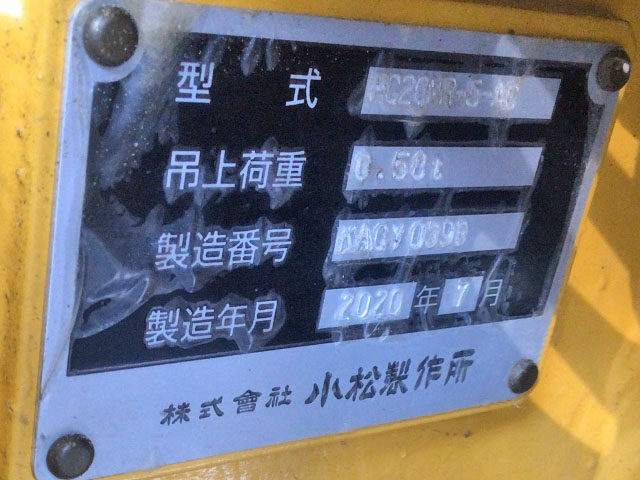 型 式
吊上荷重 0.50t
製造番号
製造年月 2020年 7月
株式會社 小松製作所